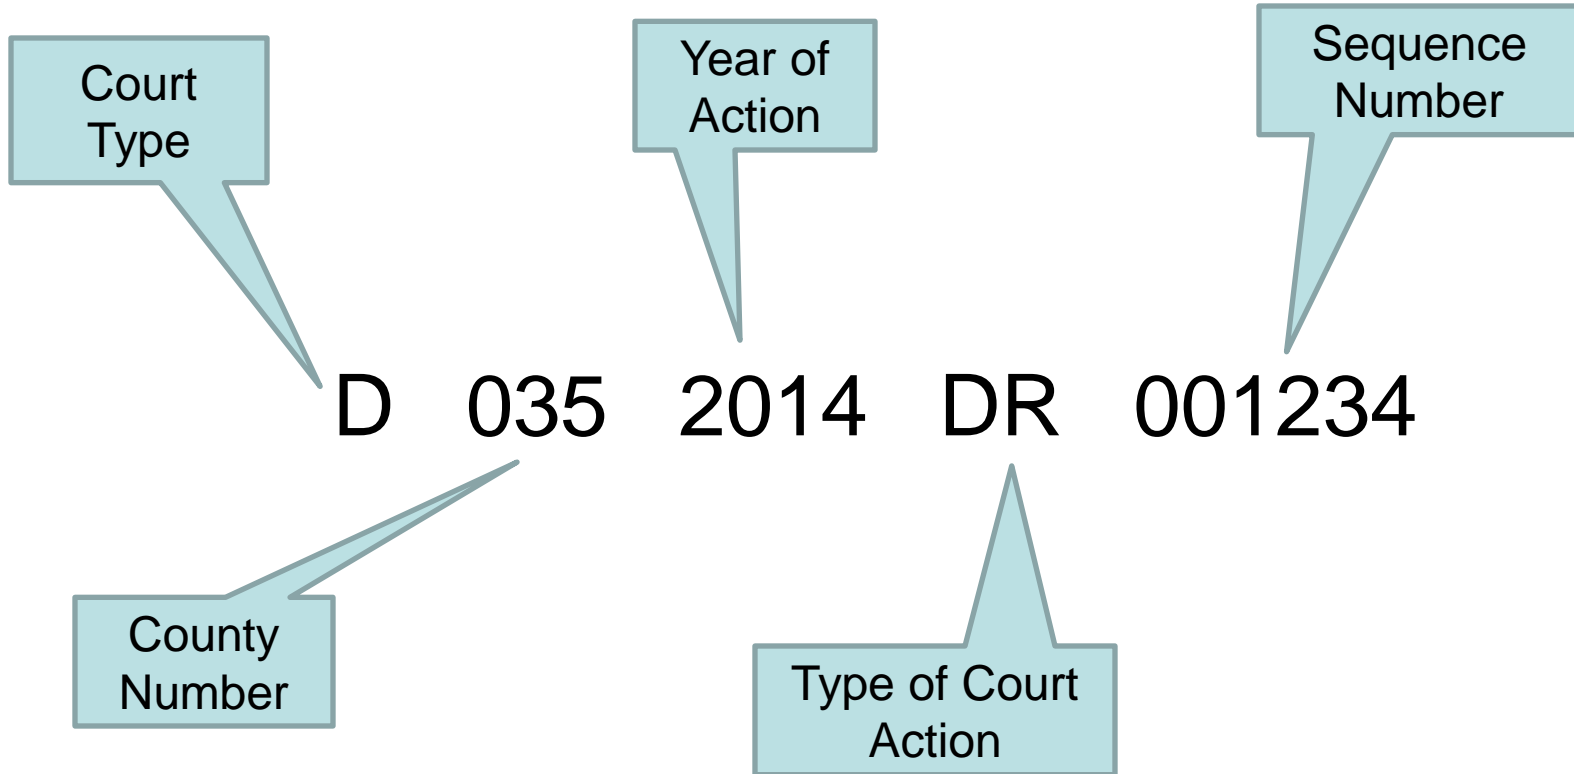 Court
Type
Year of
Action
Sequence
Number
D 035 2014 DR 001234
County
Number
Type of Court
Action